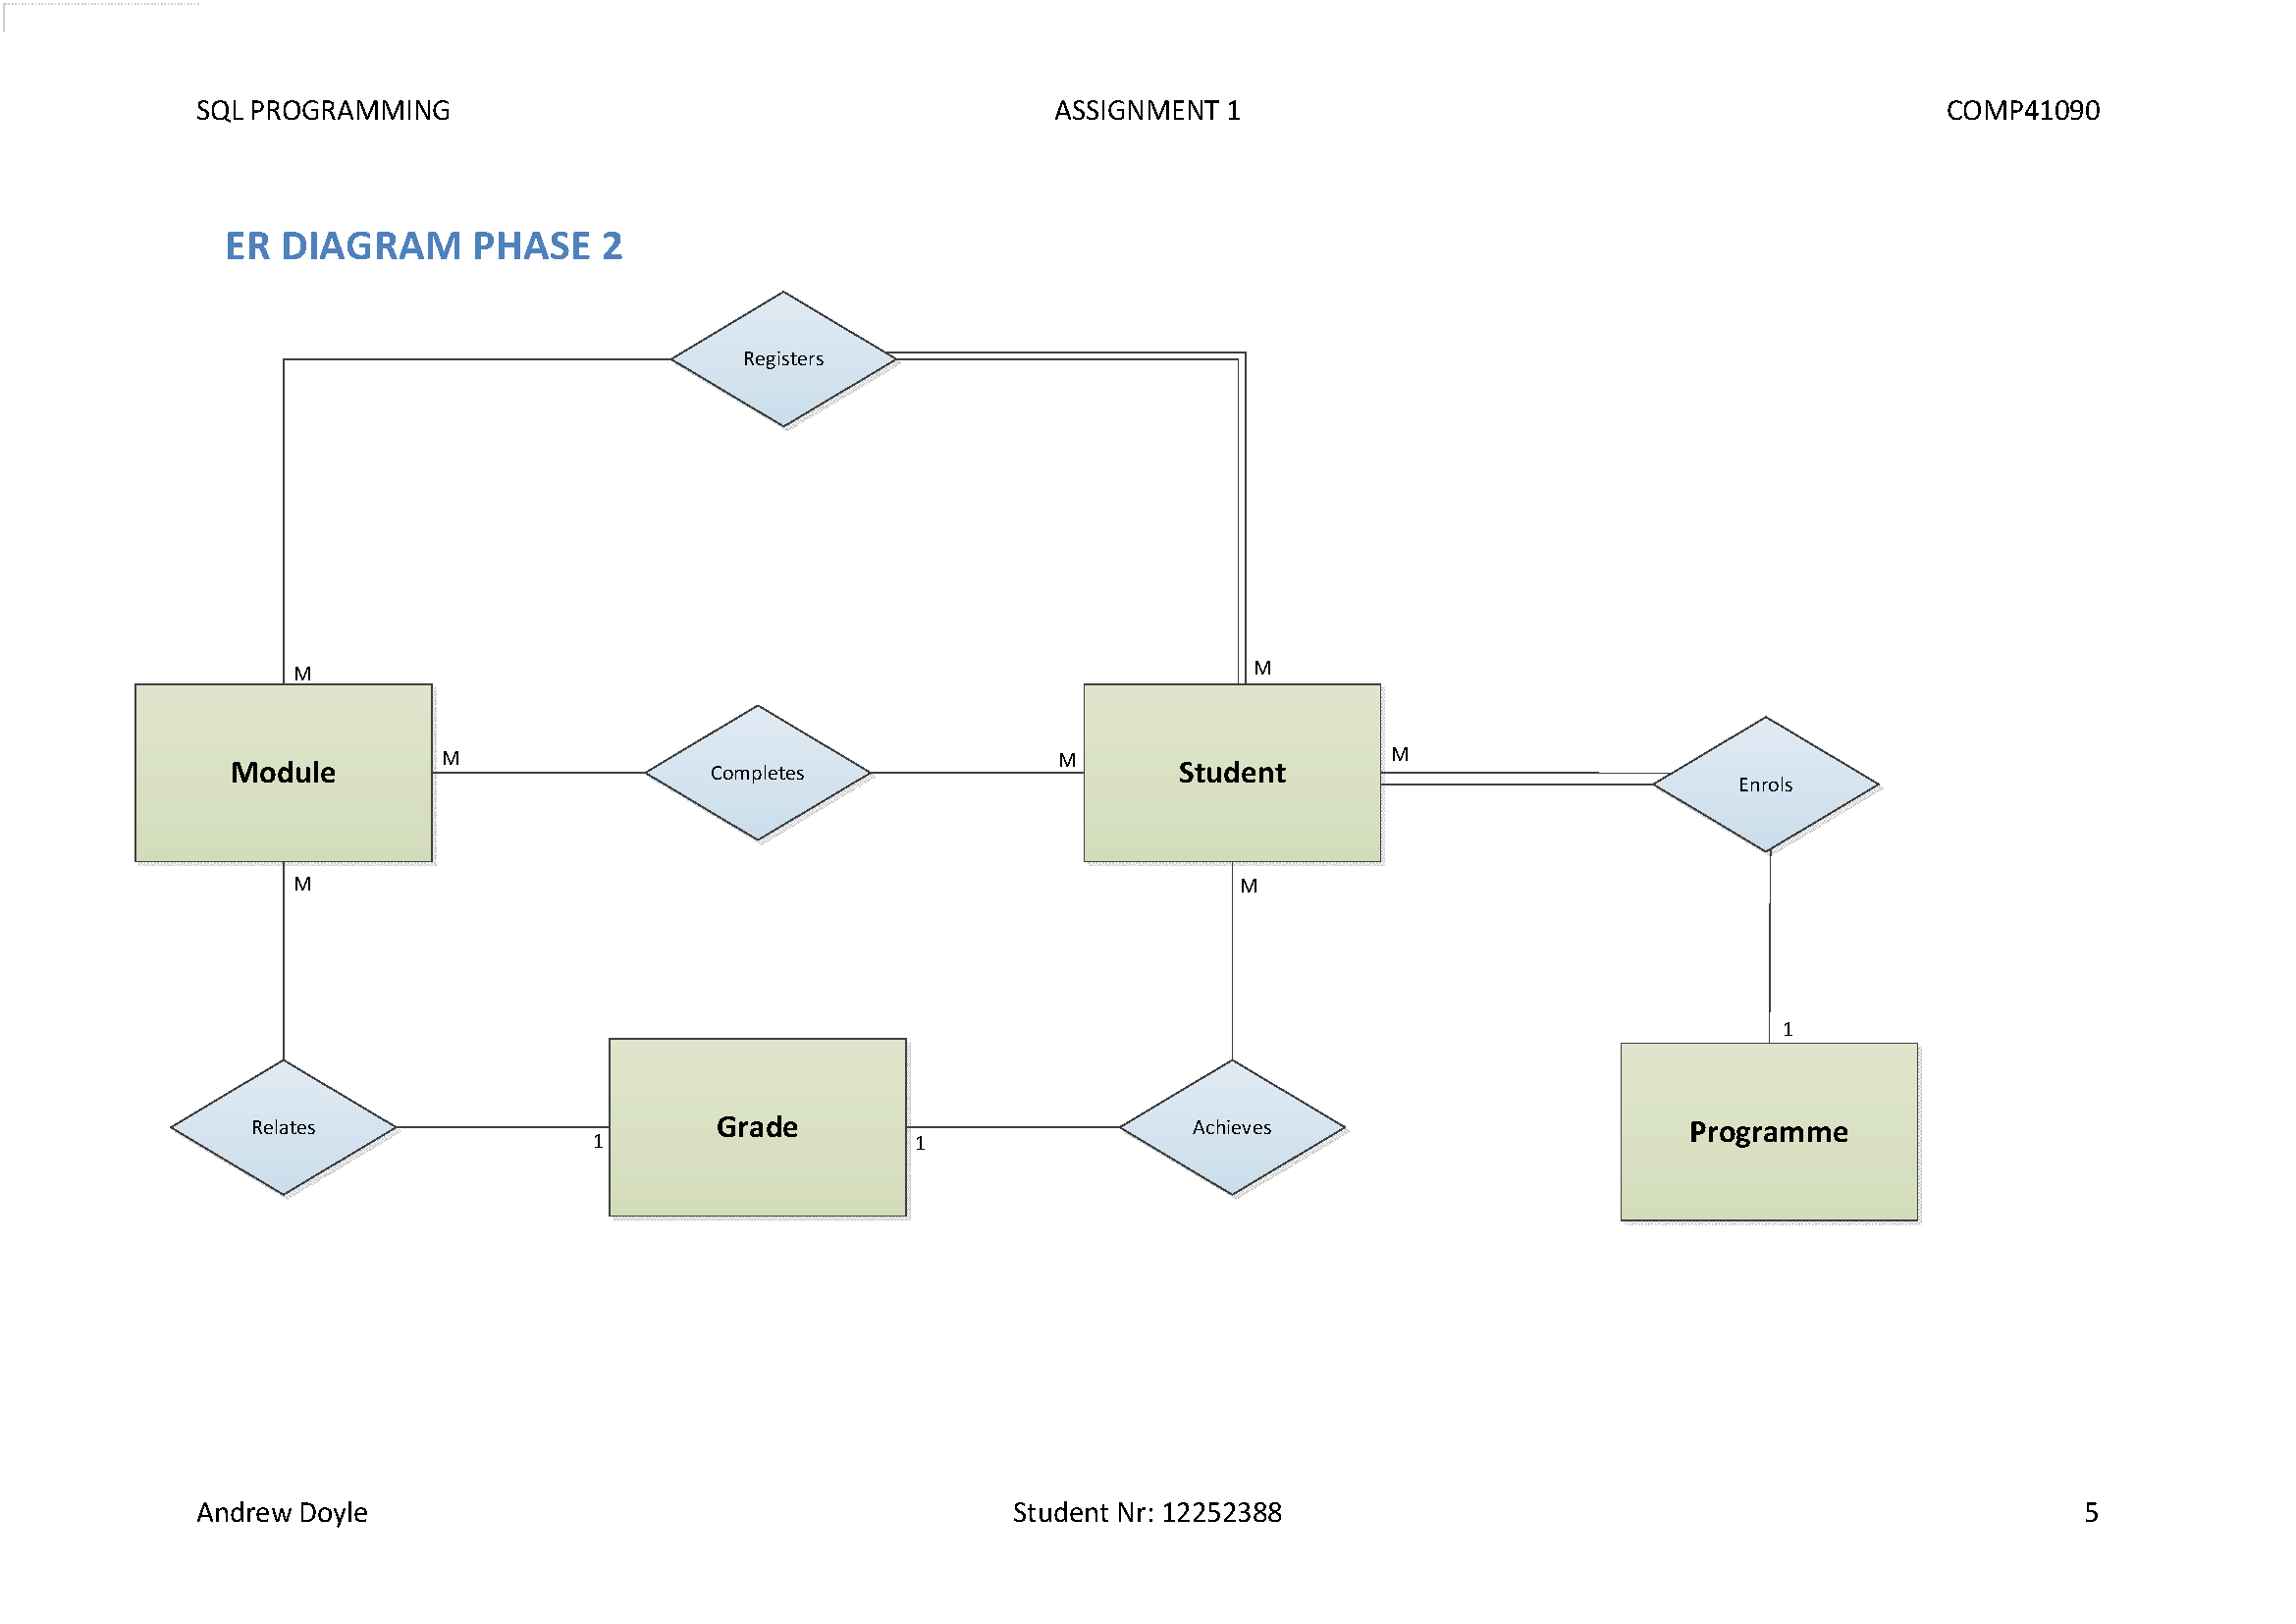 SQL PROGRAMMING ASSIGNMENT 1 COMP41090
ER DIAGRAM PHASE 2
Registers
M
M
Module
M
Completes
M
Student
M
Enrols
M
M
1
Relates
1
Grade
1
Achieves
Programme
Andrew Doyle Student Nr: 12252388 5